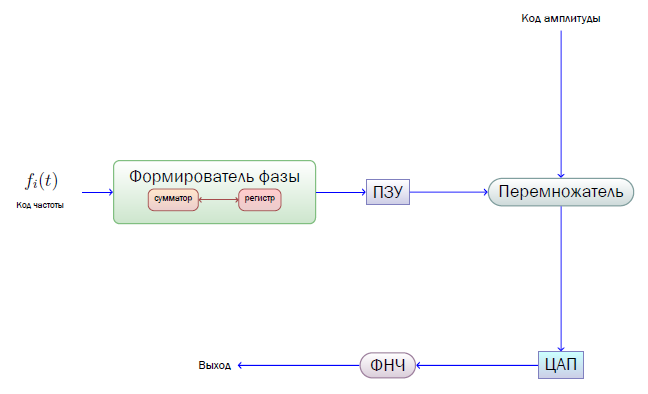 Код амплитуды
f_i(t)
Код частоты
Формирователь фазы
сумматор
регистр
ПЗУ
Перемножатель
Выход
ФНЧ
ЦАП